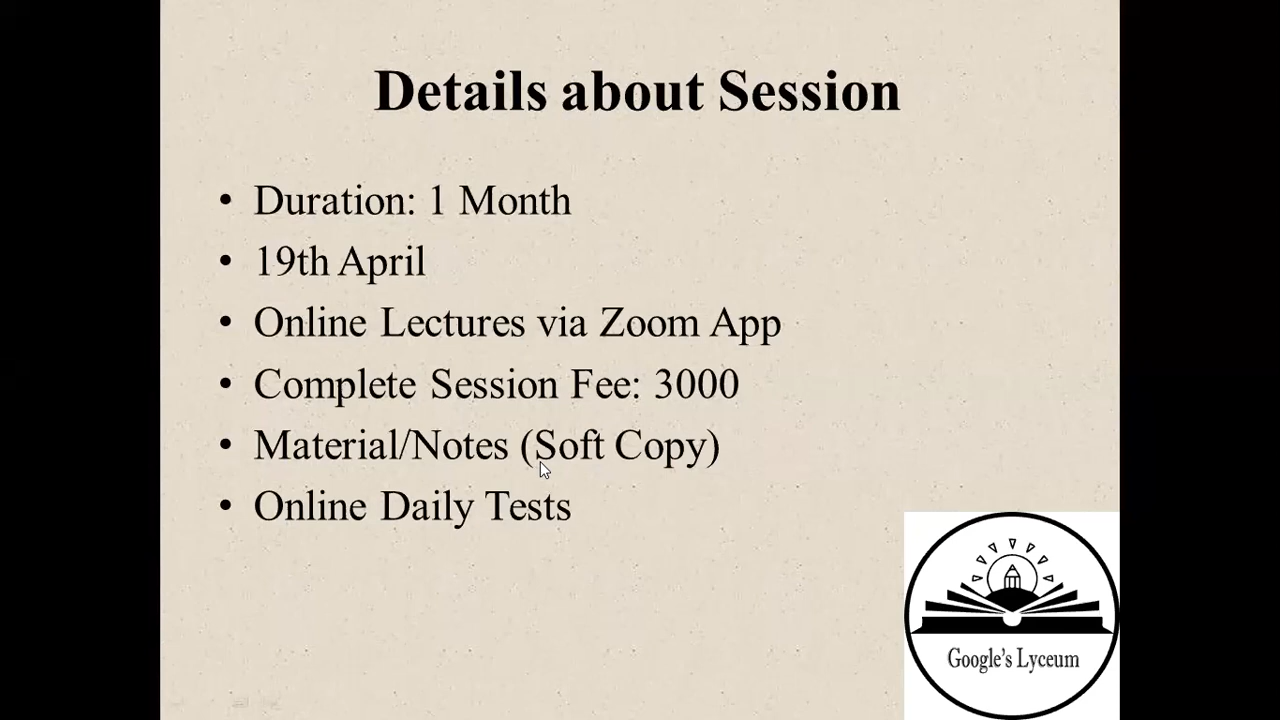 Details about Session
• Duration: 1 Month
• 19th April
• Online Lectures via Zoom App
• Complete Session Fee: 3000
• Material/Notes (Soft Copy)
• Online Daily Tests
Google's Lyceum